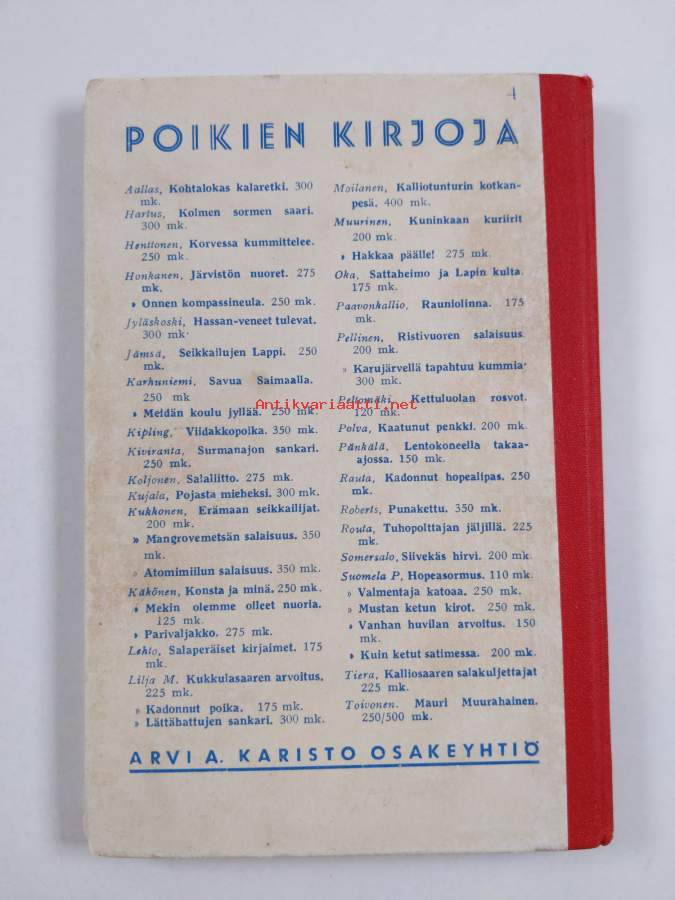 4
POIKIEN KIRJOJA
Aallas, Kohtalokas kalaretki. 300
mk.
Harius, Kolmen sormen saari.
300 mk.
Henttonen, Korvessa kummittelee.
250 mk.
Honkanen, Järvistön nuoret. 275
mk.
» Onnen kompassineula. 250 mk.
Jyläskoski, Hassan-veneet tulevat.
300 mk.
Jämsä, Seikkailujen Lappi. 250
mk.
Karhuniemi, Savua Saimaalla.
250 mk
» Meidän koulu jyllää. 250 mk.
Kipling, Viidakkopoika. 350 mk.
Kiviranta, Surmanajon sankari.
250 mk.
Koljonen, Salaliitto. 275 mk.
Kujala, Pojasta mieheksi. 300 mk.
Kukkonen, Erämaan seikkailijat.
200 mk.
» Mangrovemetsän salaisuus. 350
mk.
» Atomimiilun salaisuus. 350 mk.
Käkönen, Konsta ja minä. 250 mk.
» Mekin olemme olleet nuoria.
125 mk.
» Parivaljakko. 275 mk.
Lehto, Salaperäiset kirjaimet. 175
mk.
Lilja M. Kukkulasaaren arvoitus.
225 mk.
» Kadonnut poika. 175 mk.
» Lättähattujen sankari. 300 mk.
Moilanen, Kalliotunturin kotkan-
pesä. 400 mk.
Muurinen, Kuninkaan kuriirit
200 mk.
» Hakkaa päälle! 275 mk.
Oka, Sattaheimo ja Lapin kulta.
175 mk.
Paavonkallio, Rauniolinna. 175
mk.
Pellinen, Ristivuoren salaisuus.
200 mk.
» Karujärvellä tapahtuu kummia.
300 mk.
Peltomäki, Kettuluolan rosvot.
120 mk.
Polva, Kaatunut penkki. 200 mk.
Pänkälä, Lentokoneella takaa-
ajossa. 150 mk.
Rauta, Kadonnut hopealipas. 250
mk.
Roberts, Punakettu. 350 mk.
Routa, Tuhopolttajan jäljillä. 225
mk.
Somersalo, Siivekäs hirvi. 200 mk.
Suomela P, Hopeasormus. 110 mk.
» Valmentaja katoaa. 250 mk.
» Mustan ketun kirot. 250 mk.
» Vanhan huvilan arvoitus. 150
mk.
» Kuin ketut satimessa. 200 mk.
Tiera, Kalliosaaren salakuljettajat
225 mk.
Toivonen. Mauri Muurahainen.
250/500 mk.
ARVI A. KARISTO OSAKEYHTIÖ
Antikvariaatti.net